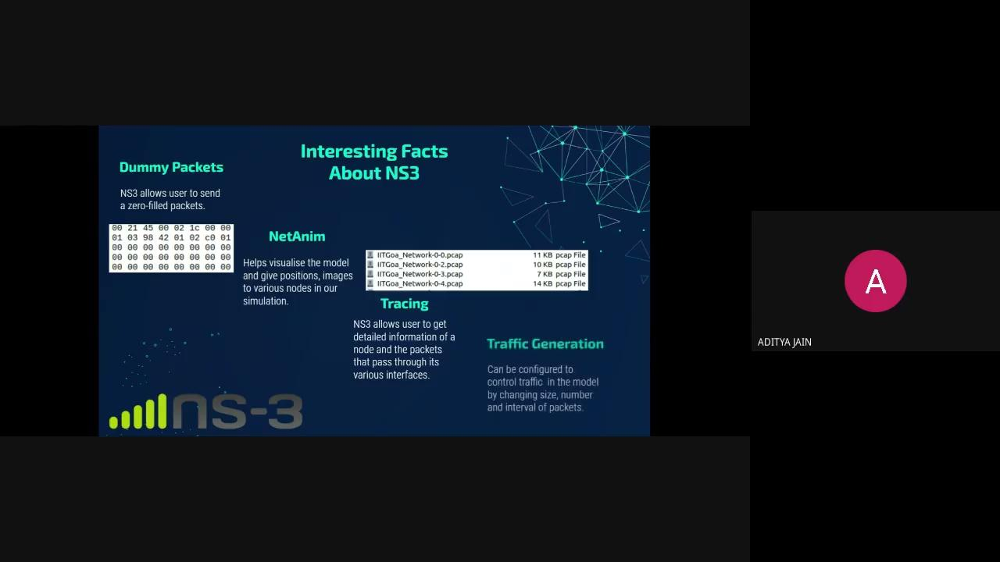 Interesting Facts
About NS3
Dummy Packets
NS3 allows user to send
a zero-filled packets.
00 21 45 00 02 1c 00 00
01 03 98 42 01 02 c0 01
00 00 00 00 00 00 00 00
00 00 00 00 00 00 00 00
00 00 00 00 00 00 00 00
NetAnim
Helps visualise the model
and give positions, images
to various nodes in our
simulation.
IITGoa_Network-0-0.pcap 11 KB pcap File
IITGoa_Network-0-2.pcap 10 KB pcap File
IITGoa_Network-0-3.pcap 7 KB pcap File
IITGoa_Network-0-4.pcap 14 KB pcap File
Tracing
NS3 allows user to get
detailed information of a
node and the packets
that pass through its
various interfaces.
Traffic Generation
Can be configured to
control traffic in the model
by changing size, number
and interval of packets.
ns-3
A
ADITYA JAIN